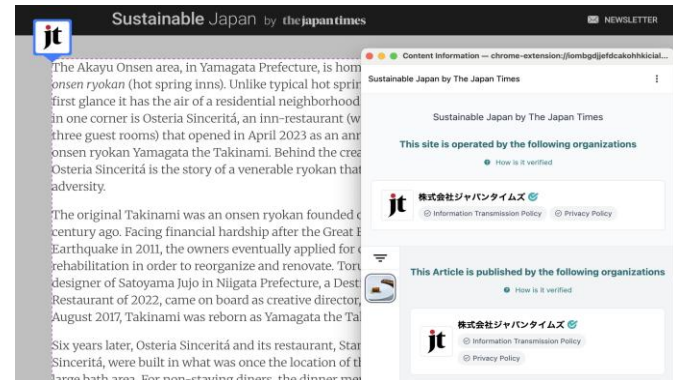 Sustainable Japan by the japan times
NEWSLETTER
jt
The Akayu Onsen area, in Yamagata Prefecture, is hom
onsen ryokan (hot spring inns). Unlike typical hot sprin
first glance it has the air of a residential neighborhood
in one corner is Osteria Sinceritá, an inn-restaurant (w
three guest rooms) that opened in April 2023 as an ann
onsen ryokan Yamagata the Takinami. Behind the crea
Osteria Sinceritá is the story of a venerable ryokan that
adversity.
The original Takinami was an onsen ryokan founded
century ago. Facing financial hardship after the Great E
Earthquake in 2011, the owners eventually applied for
rehabilitation in order to reorganize and renovate. Toru
designer of Satoyama Jujo in Niigata Prefecture, a Dest
Restaurant of 2022, came on board as creative director,
August 2017, Takinami was reborn as Yamagata the Ta
Six years later, Osteria Sinceritá and its restaurant, Star
Sinceritá, were built in what was once the location of th
large bath area. For non-staying diners, the dinner me
Content Information — chrome-extension://iombgdjjefdcakohhkicial...
Sustainable Japan by The Japan Times
Sustainable Japan by The Japan Times
This site is operated by the following organizations
How is it verified
jt
株式会社ジャパンタイムズ
Information Transmission Policy
Privacy Policy
This Article is published by the following organizations
How is it verified
jt
株式会社ジャパンタイムズ
Information Transmission Policy
Privacy Policy